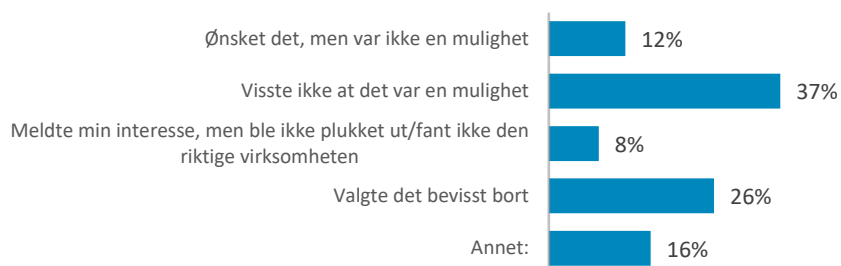 Ønsket det, men var ikke en mulighet 12%
Visste ikke at det var en mulighet 37%
Meldte min interesse, men ble ikke plukket ut/fant ikke den
riktige virksomheten 8%
Valgte det bevisst bort 26%
Annet: 16%